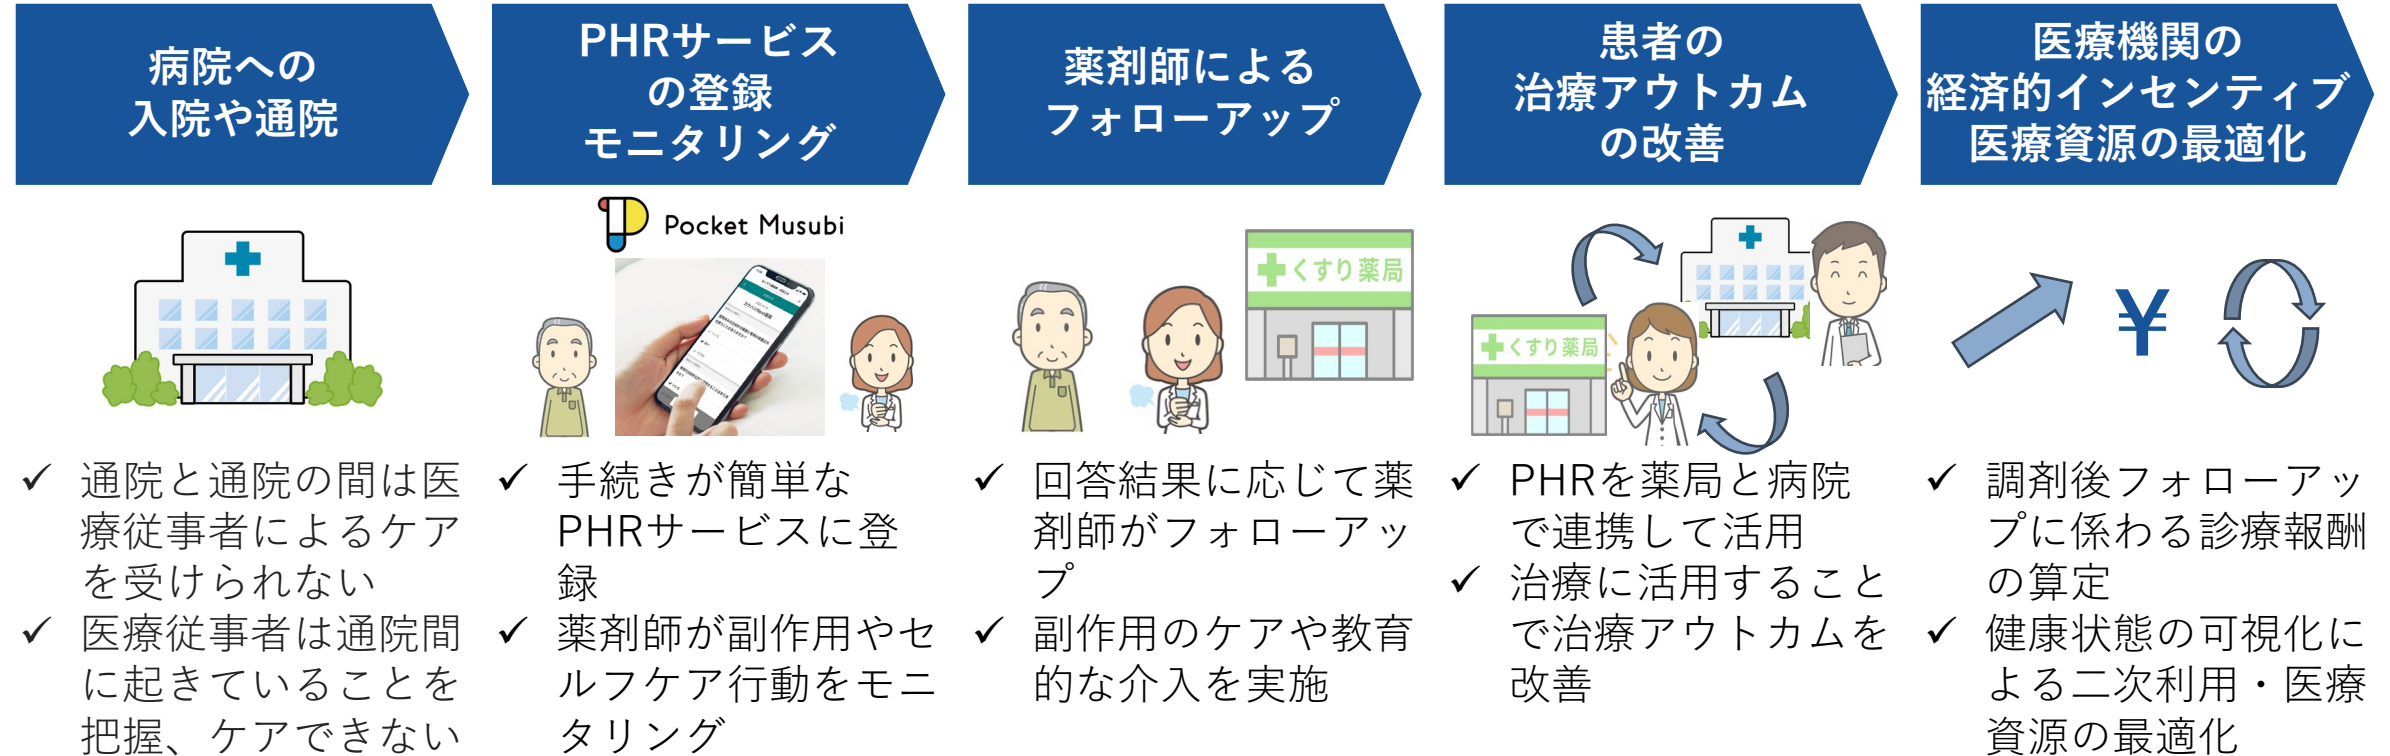 病院への
入院や通院
PHRサービス
の登録
モニタリング
薬剤師による
フォローアップ
患者の
治療アウトカム
の改善
医療機関の
経済的インセンティブ
医療資源の最適化
Pocket Musubi
くすり薬局
くすり薬局
✓ 通院と通院の間は医
療従事者によるケア
を受けられない
✓ 医療従事者は通院間
に起きていることを
把握、ケアできない
✓ 手続きが簡単な
PHRサービスに登
録
✓ 薬剤師が副作用やセ
ルフケア行動をモニ
タリング
✓ 回答結果に応じて薬
剤師がフォローアッ
プ
✓ 副作用のケアや教育
的な介入を実施
✓ PHRを薬局と病院
で連携して活用
✓ 治療に活用すること
で治療アウトカムを
改善
✓ 調剤後フォローアッ
プに係わる診療報酬
の算定
✓ 健康状態の可視化に
よる二次利用・医療
資源の最適化
¥